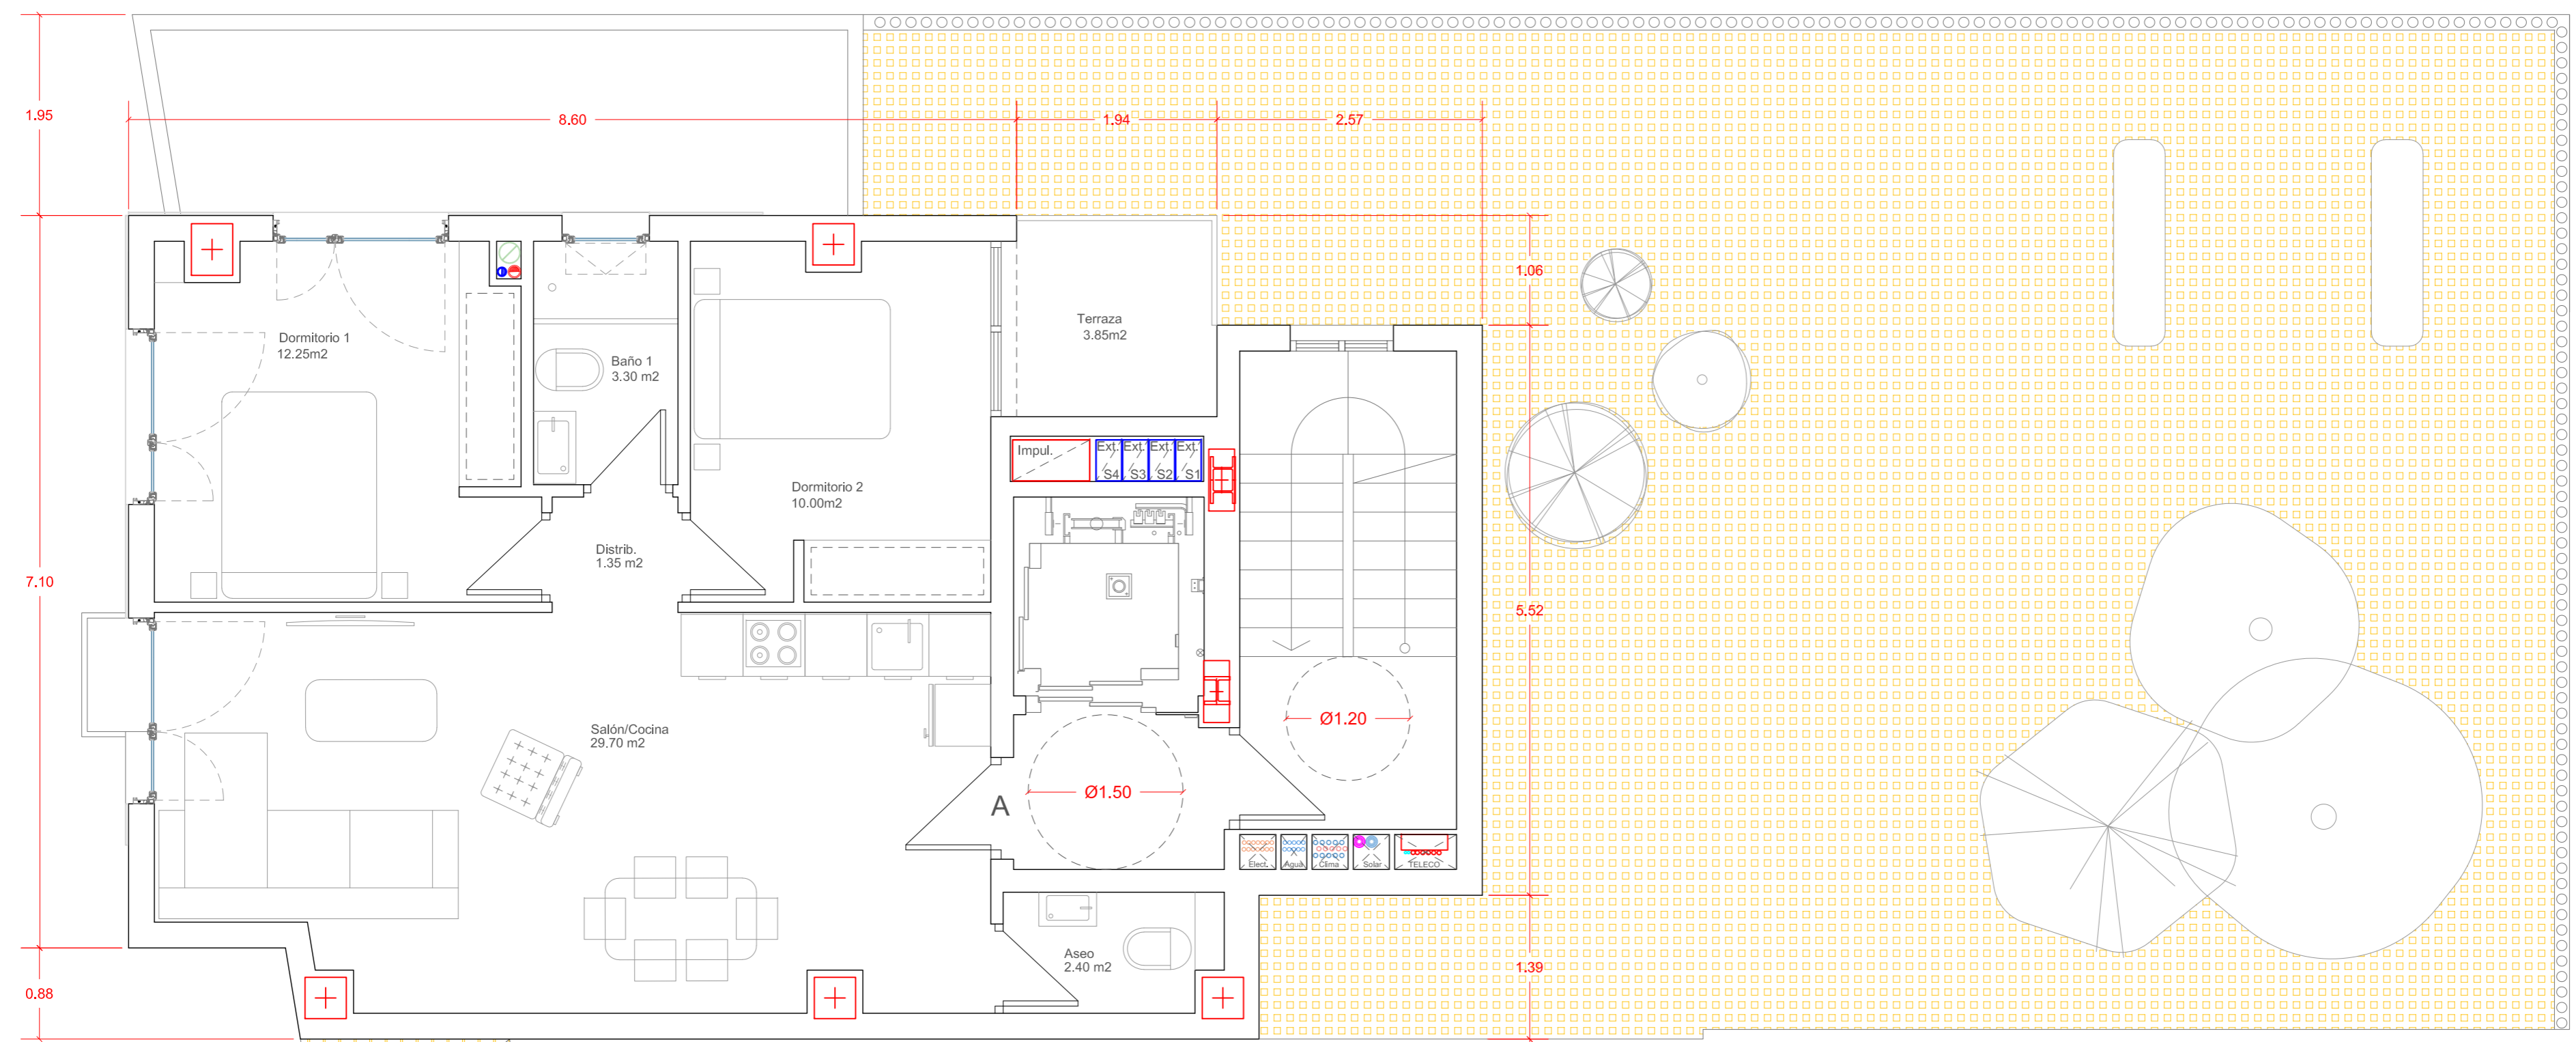 1.95
8.60
1.94
2.57
1.06
Dormitorio 1
12.25m2
Baño 1
3.30 m2
Terraza
3.85m2
Impul.
Ext.
S4
Ext.
S3
Ext.
S2
Ext.
S1
Dormitorio 2
10.00m2
Distrib.
1.35 m2
7.10
5.52
Salón/Cocina
29.70 m2
Ø1.20
Ø1.50
A
Elect.
Agua
Clima
Solar
TELECO
Aseo
2.40 m2
0.88
1.39